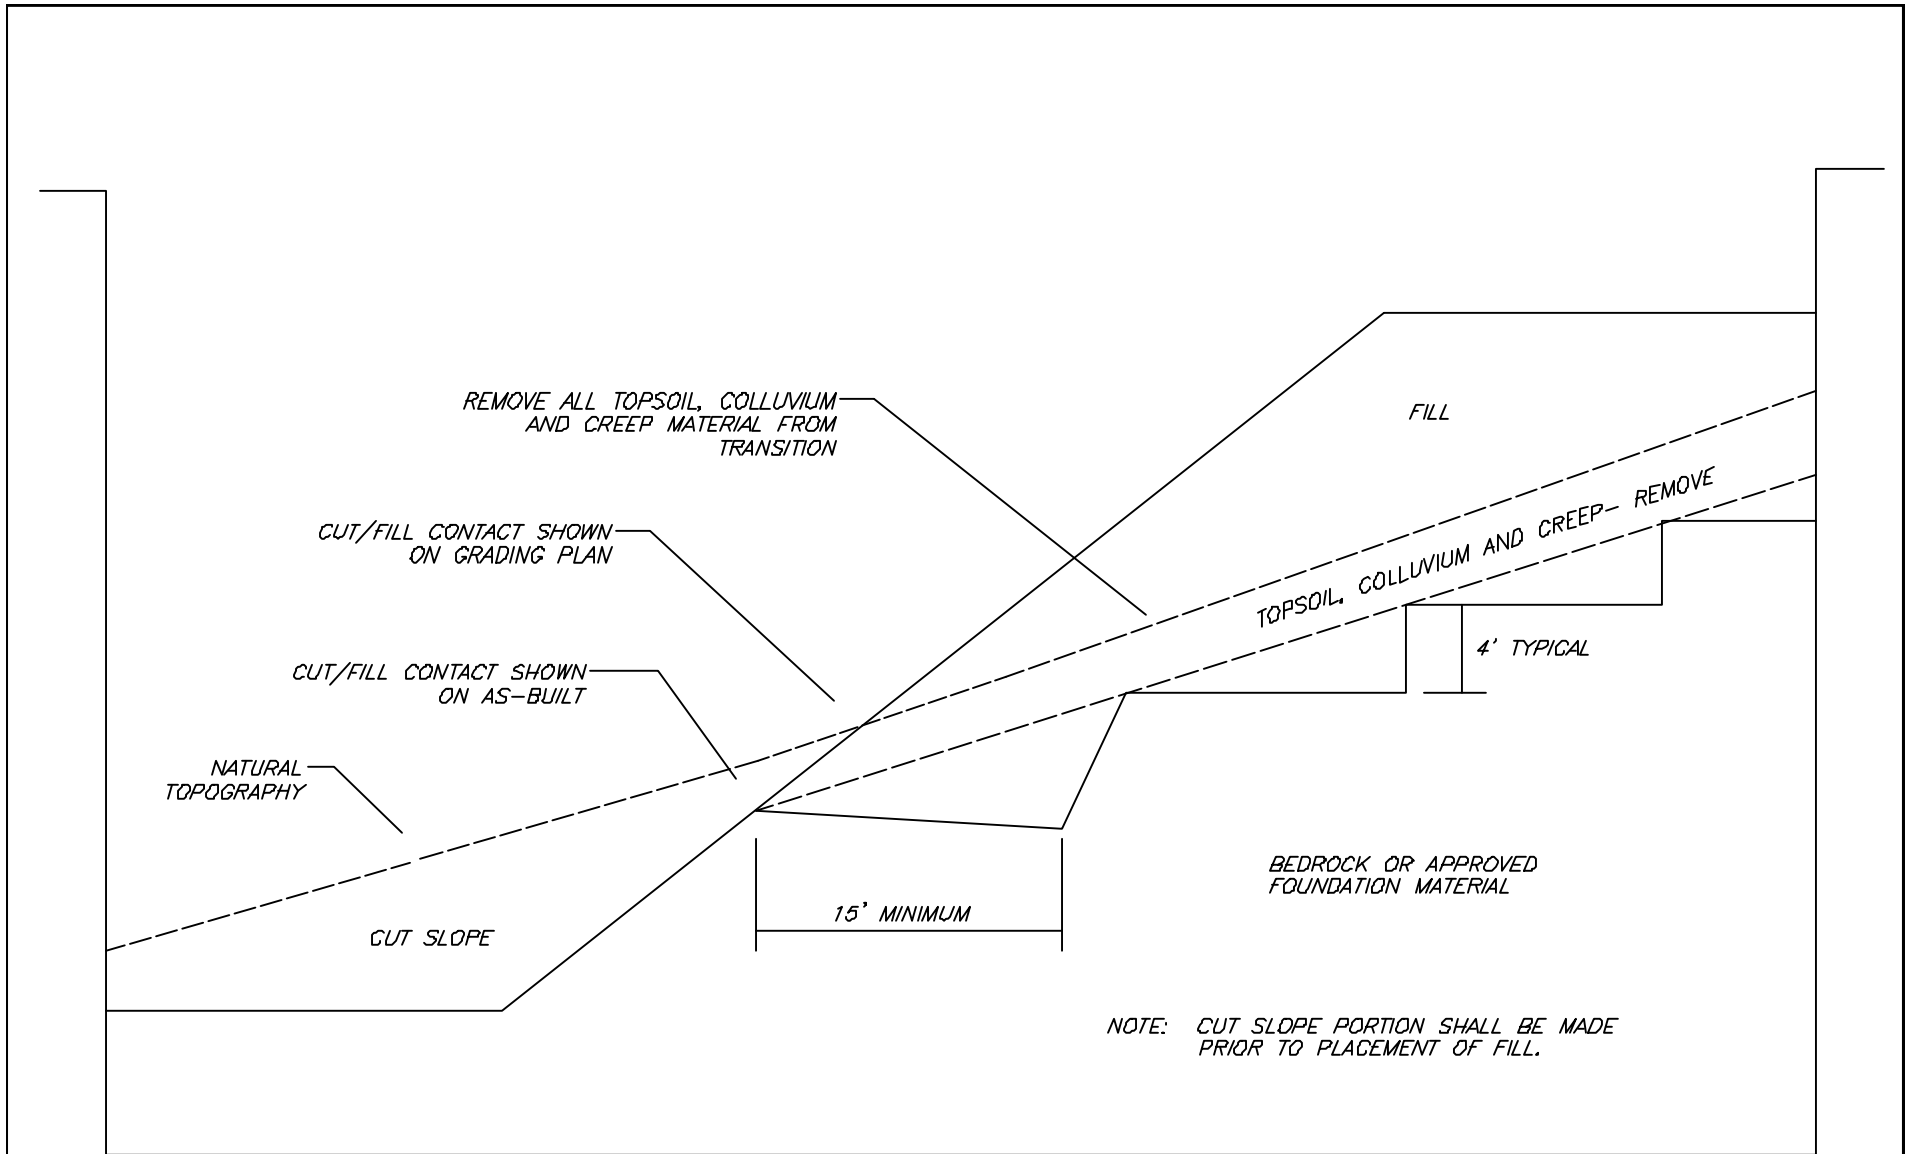 REMOVE ALL TOPSOIL, COLLUVIUM
AND CREEP MATERIAL FROM
TRANSITION
FILL
TOPSOIL, COLLUVIUM AND CREEP- REMOVE
CUT/FILL CONTACT SHOWN
ON GRADING PLAN
4' TYPICAL
CUT/FILL CONTACT SHOWN
ON AS-BUILT
NATURAL
TOPOGRAPHY
BEDROCK OR APPROVED
FOUNDATION MATERIAL
15' MINIMUM
CUT SLOPE
NOTE: CUT SLOPE PORTION SHALL BE MADE
PRIOR TO PLACEMENT OF FILL.